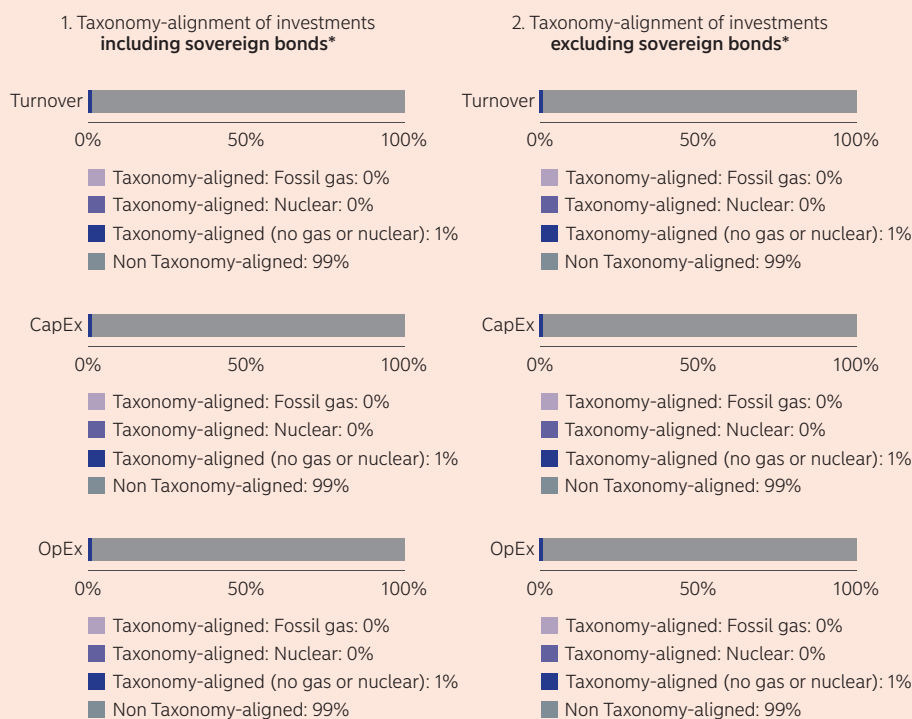 1. Taxonomy-alignment of investments
including sovereign bonds*
Turnover
0% 50% 100%
Taxonomy-aligned: Fossil gas: 0%
Taxonomy-aligned: Nuclear: 0%
Taxonomy-aligned (no gas or nuclear): 1%
Non Taxonomy-aligned: 99%
CapEx
0% 50% 100%
Taxonomy-aligned: Fossil gas: 0%
Taxonomy-aligned: Nuclear: 0%
Taxonomy-aligned (no gas or nuclear): 1%
Non Taxonomy-aligned: 99%
OpEx
0% 50% 100%
Taxonomy-aligned: Fossil gas: 0%
Taxonomy-aligned: Nuclear: 0%
Taxonomy-aligned (no gas or nuclear): 1%
Non Taxonomy-aligned: 99%
2. Taxonomy-alignment of investments
excluding sovereign bonds*
Turnover
0% 50% 100%
Taxonomy-aligned: Fossil gas: 0%
Taxonomy-aligned: Nuclear: 0%
Taxonomy-aligned (no gas or nuclear): 1%
Non Taxonomy-aligned: 99%
CapEx
0% 50% 100%
Taxonomy-aligned: Fossil gas: 0%
Taxonomy-aligned: Nuclear: 0%
Taxonomy-aligned (no gas or nuclear): 1%
Non Taxonomy-aligned: 99%
OpEx
0% 50% 100%
Taxonomy-aligned: Fossil gas: 0%
Taxonomy-aligned: Nuclear: 0%
Taxonomy-aligned (no gas or nuclear): 1%
Non Taxonomy-aligned: 99%